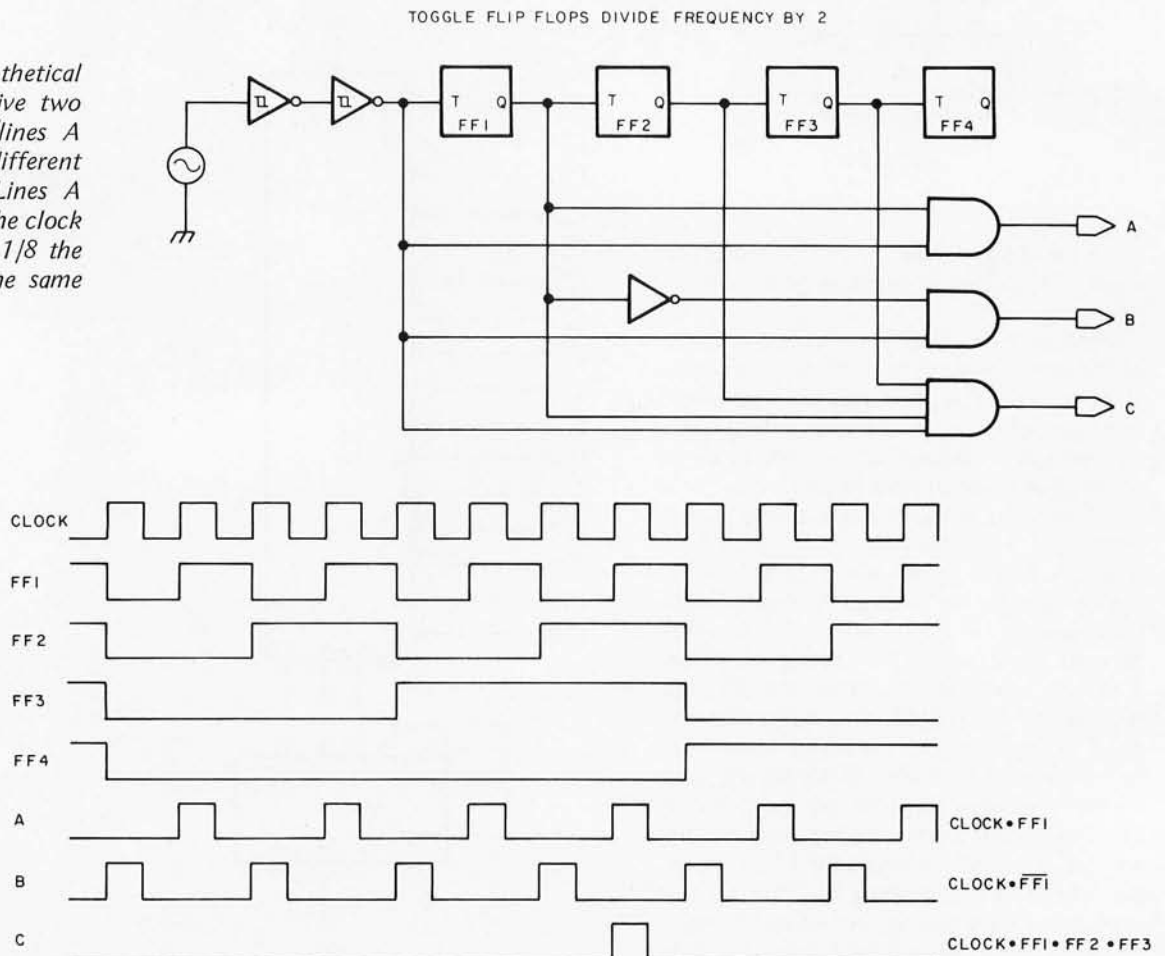 TOGGLE FLIP FLOPS DIVIDE FREQUENCY BY 2
thetical
ive two
lines A
different
Lines A
he clock
1/8 the
he same
T Q
FF1
T Q
FF2
T Q
FF3
T Q
FF4
A
B
C
CLOCK
FF1
FF2
FF3
FF4
A
CLOCK•FF1
B
CLOCK•F̅F̅1̅
C
CLOCK•FF1•FF2•FF3